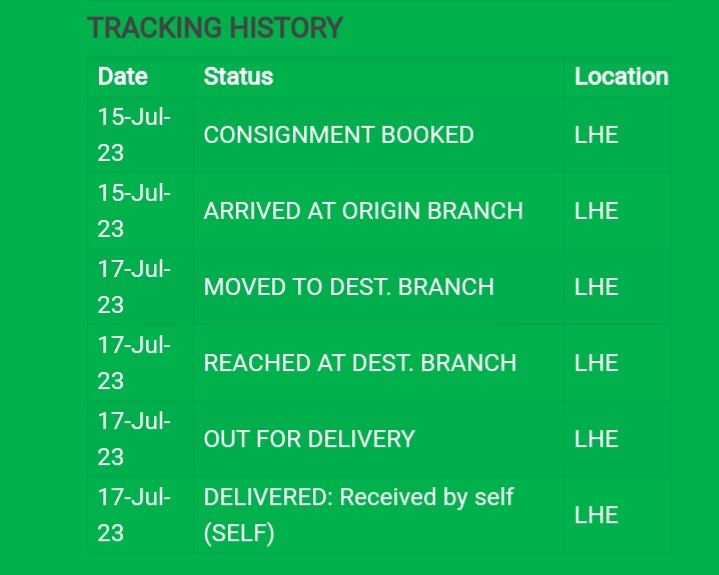 TRACKING HISTORY
Date Status Location
15-Jul-
23 CONSIGNMENT BOOKED LHE
15-Jul-
23 ARRIVED AT ORIGIN BRANCH LHE
17-Jul-
23 MOVED TO DEST. BRANCH LHE
17-Jul-
23 REACHED AT DEST. BRANCH LHE
17-Jul-
23 OUT FOR DELIVERY LHE
17-Jul-
23 DELIVERED: Received by self
(SELF) LHE